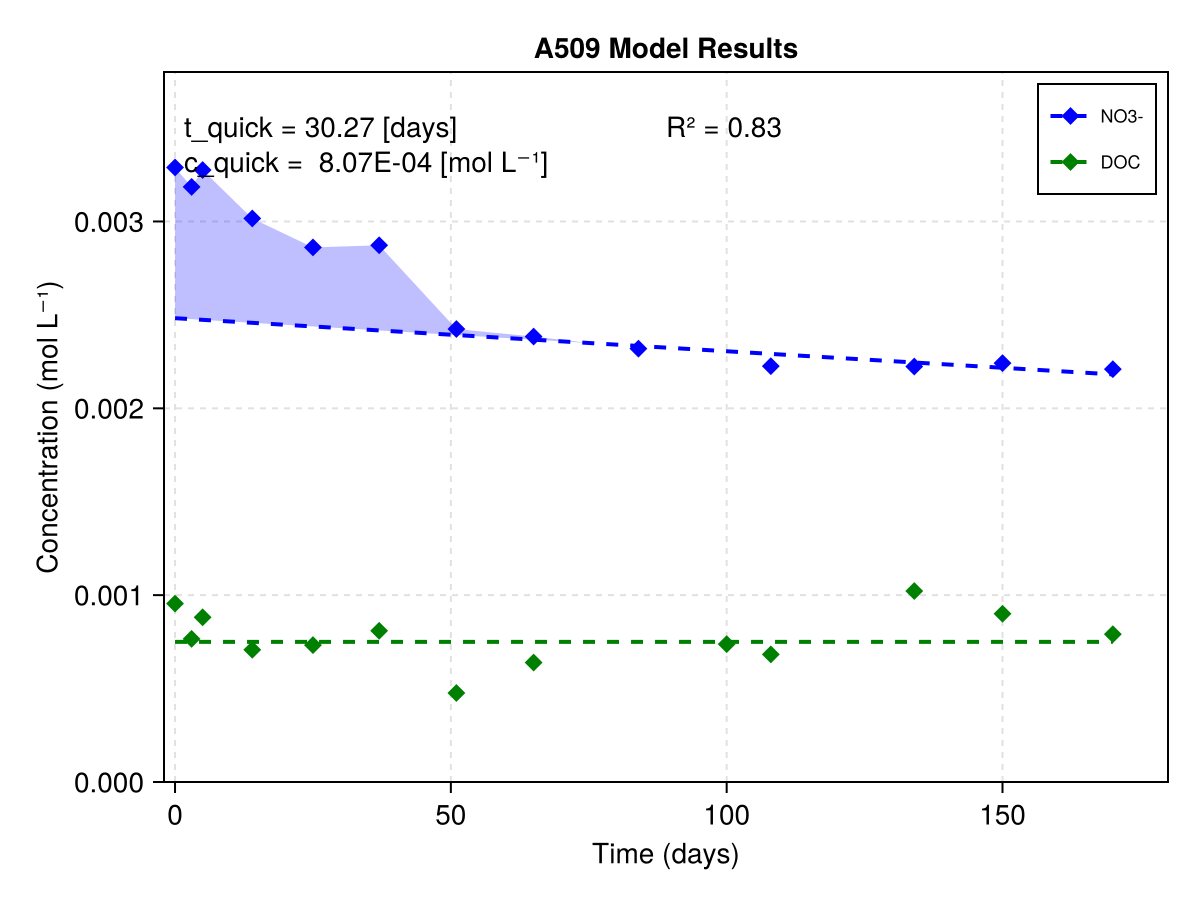 A509 Model Results
t_quick = 30.27 [days]
R² = 0.83
c_quick =  8.07E-04 [mol L⁻¹]
NO3-
DOC
Concentration (mol L⁻¹)
0.003
0.002
0.001
0.000
0
50
100
150
Time (days)